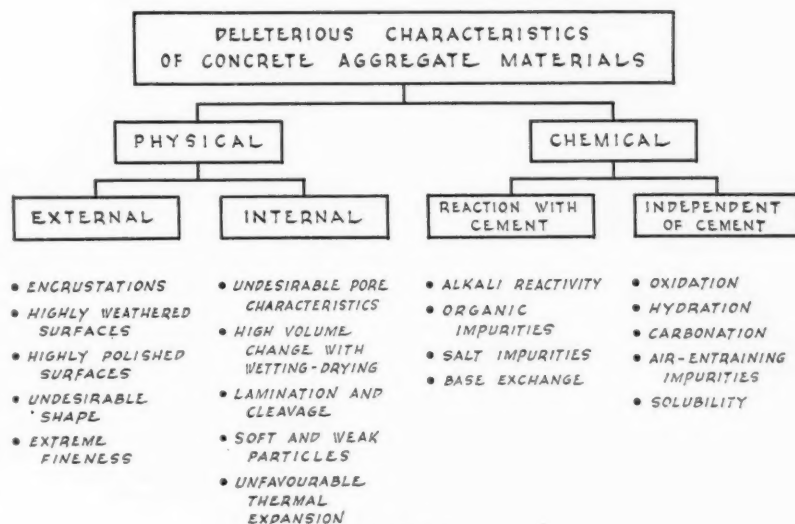 DELETERIOUS CHARACTERISTICS
OF CONCRETE AGGREGATE MATERIALS
PHYSICAL
CHEMICAL
EXTERNAL
INTERNAL
REACTION WITH
CEMENT
INDEPENDENT
OF CEMENT
• ENCRUSTATIONS
• HIGHLY WEATHERED
SURFACES
• HIGHLY POLISHED
SURFACES
• UNDESIRABLE
SHAPE
• EXTREME
FINENESS
• UNDESIRABLE PORE
CHARACTERISTICS
• HIGH VOLUME
CHANGE WITH
WETTING-DRYING
• LAMINATION AND
CLEAVAGE
• SOFT AND WEAK
PARTICLES
• UNFAVOURABLE
THERMAL
EXPANSION
• ALKALI REACTIVITY
• ORGANIC
IMPURITIES
• SALT IMPURITIES
• BASE EXCHANGE
• OXIDATION
• HYDRATION
• CARBONATION
• AIR-ENTRAINING
IMPURITIES
• SOLUBILITY